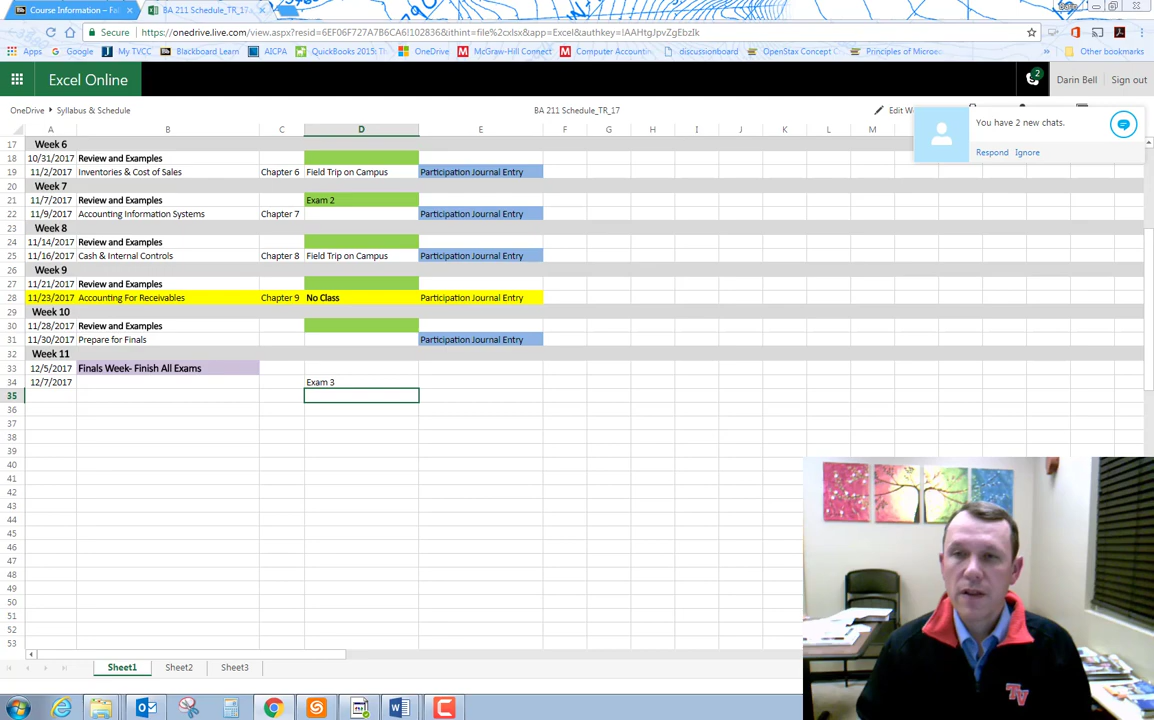 Course Information – Fal
BA 211 Schedule_TR_17
Secure
https://onedrive.live.com/view.aspx?resid=6EF06F727A7B6CA6!102836&ithint=file%2cxlsx&app=Excel&authkey=!AAHtgJpvZgEbzIk
Apps Google My TVCC Blackboard Learn AICPA QuickBooks 2015: Th OneDrive McGraw-Hill Connect Computer Accountin discussionboard OpenStax Concept C Principles of Microec » Other bookmarks
Excel Online
2 Darin Bell Sign out
OneDrive Syllabus & Schedule BA 211 Schedule_TR_17 Edit W
You have 2 new chats.
Respond Ignore
A B C D E F G H I J K L M
17 Week 6
18 10/31/2017 Review and Examples
19 11/2/2017 Inventories & Cost of Sales Chapter 6 Field Trip on Campus Participation Journal Entry
20 Week 7
21 11/7/2017 Review and Examples Exam 2
22 11/9/2017 Accounting Information Systems Chapter 7 Participation Journal Entry
23 Week 8
24 11/14/2017 Review and Examples
25 11/16/2017 Cash & Internal Controls Chapter 8 Field Trip on Campus Participation Journal Entry
26 Week 9
27 11/21/2017 Review and Examples
28 11/23/2017 Accounting For Receivables Chapter 9 No Class Participation Journal Entry
29 Week 10
30 11/28/2017 Review and Examples
31 11/30/2017 Prepare for Finals Participation Journal Entry
32 Week 11
33 12/5/2017 Finals Week- Finish All Exams
34 12/7/2017 Exam 3
35
36
37
38
39
40
41
42
43
44
45
46
47
48
49
50
51
52
53
Sheet1 Sheet2 Sheet3
TV